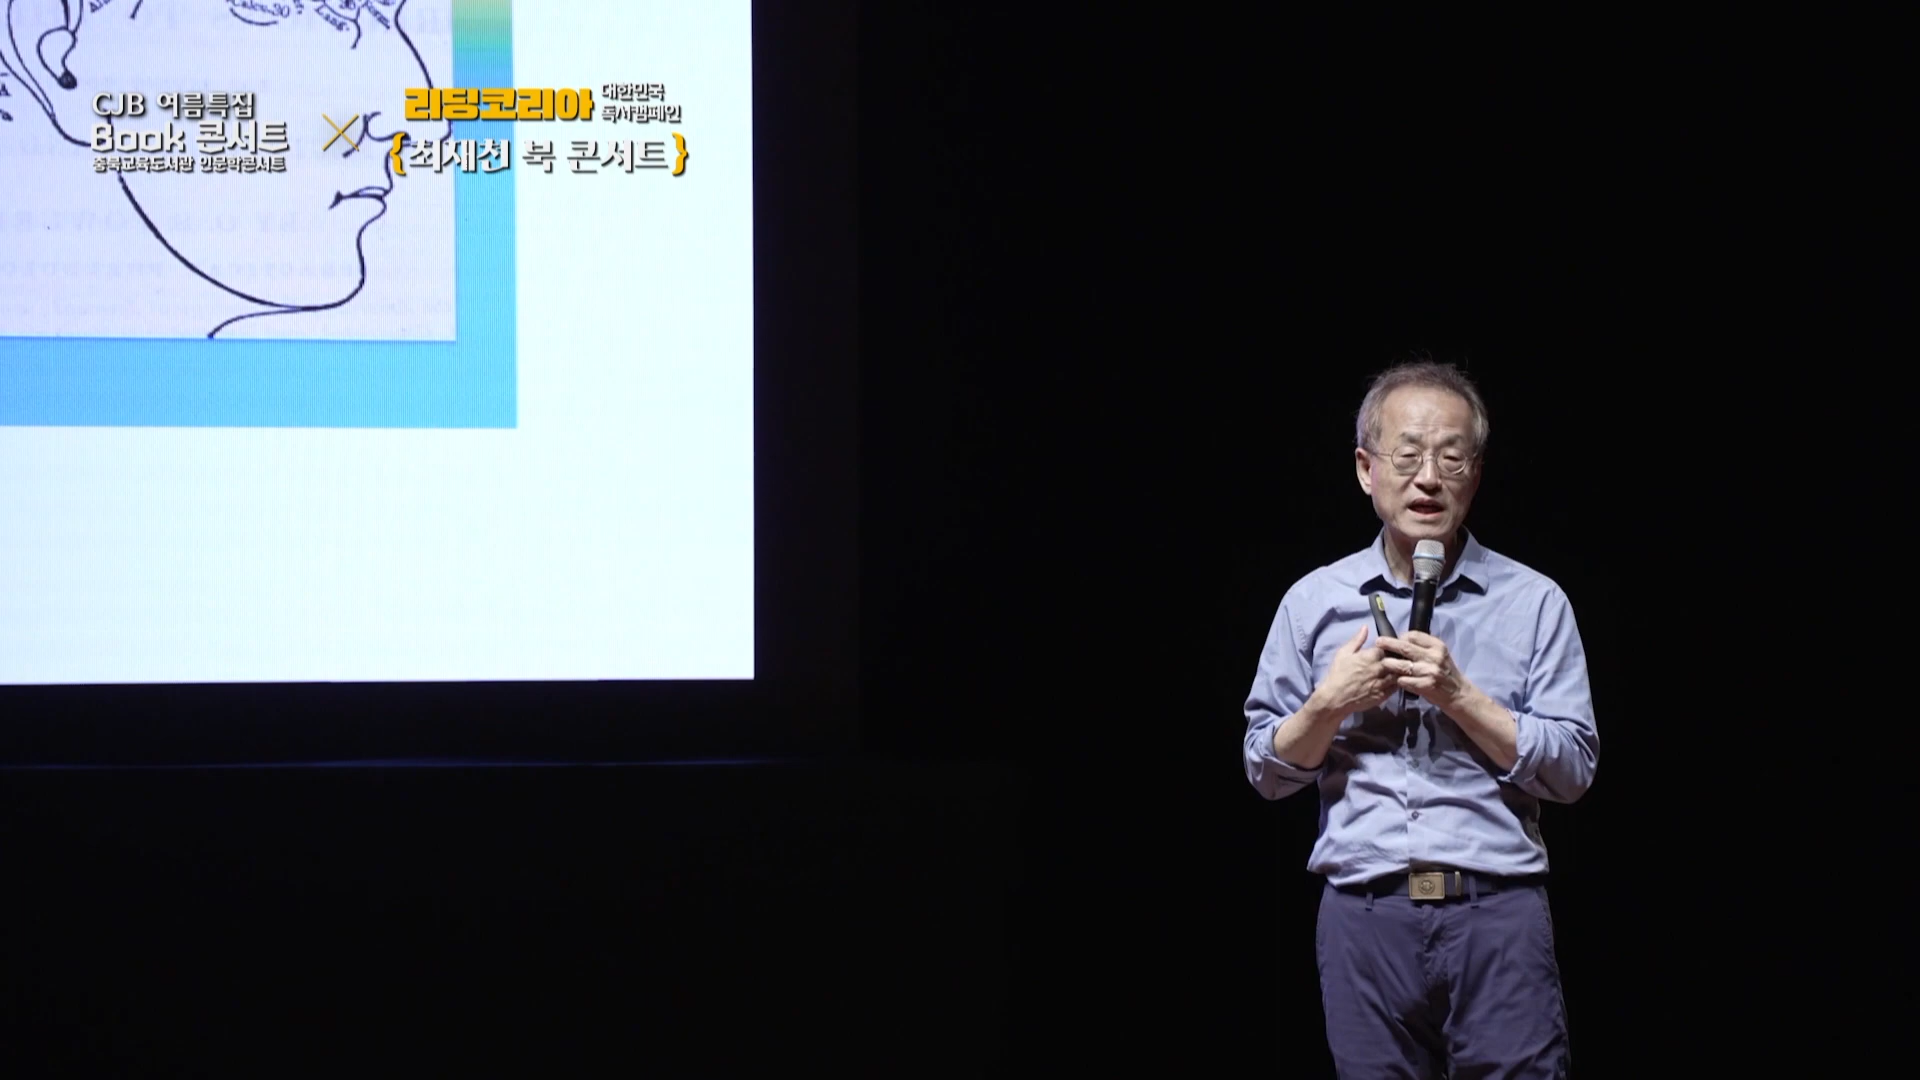 CJB 여름특집
Book 콘서트
충북교육도서관 인문학콘서트
리딩코리아
대한민국
독서캠페인
{최재천 북 콘서트}